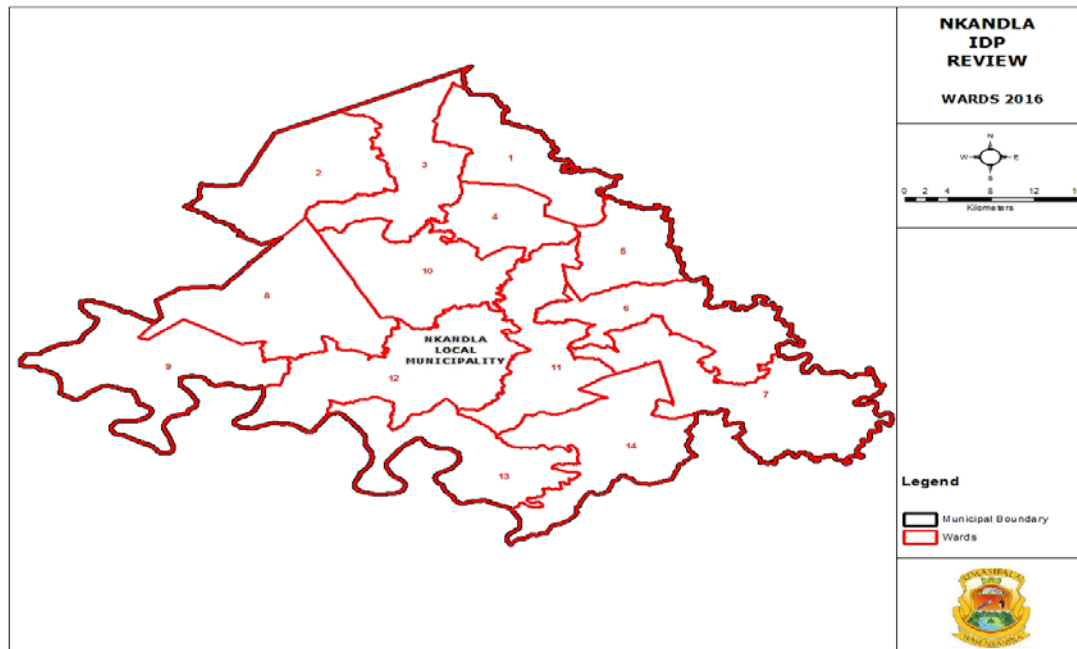 NKANDLA
IDP
REVIEW
WARDS 2016
N
W E
S
0 2 4 8 12 16
Kilometers
1
2
3
4
5
10
8
6
NKANDLA
LOCAL
MUNICIPALITY
9
12
11
7
14
13
Legend
Municipal Boundary
Wards